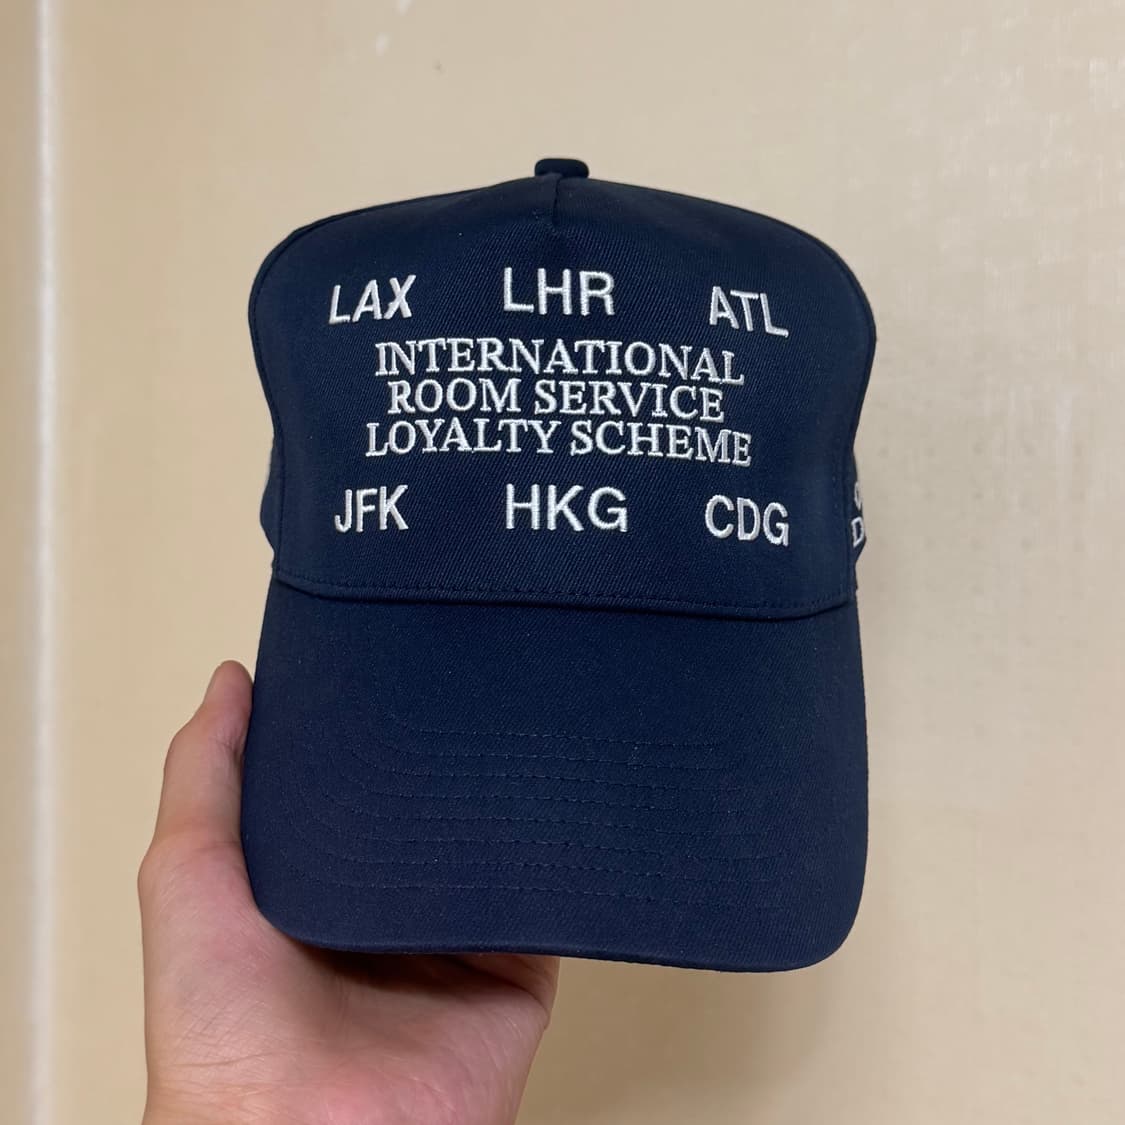 LAX LHR ATL
INTERNATIONAL
ROOM SERVICE
LOYALTY SCHEME
JFK HKG CDG